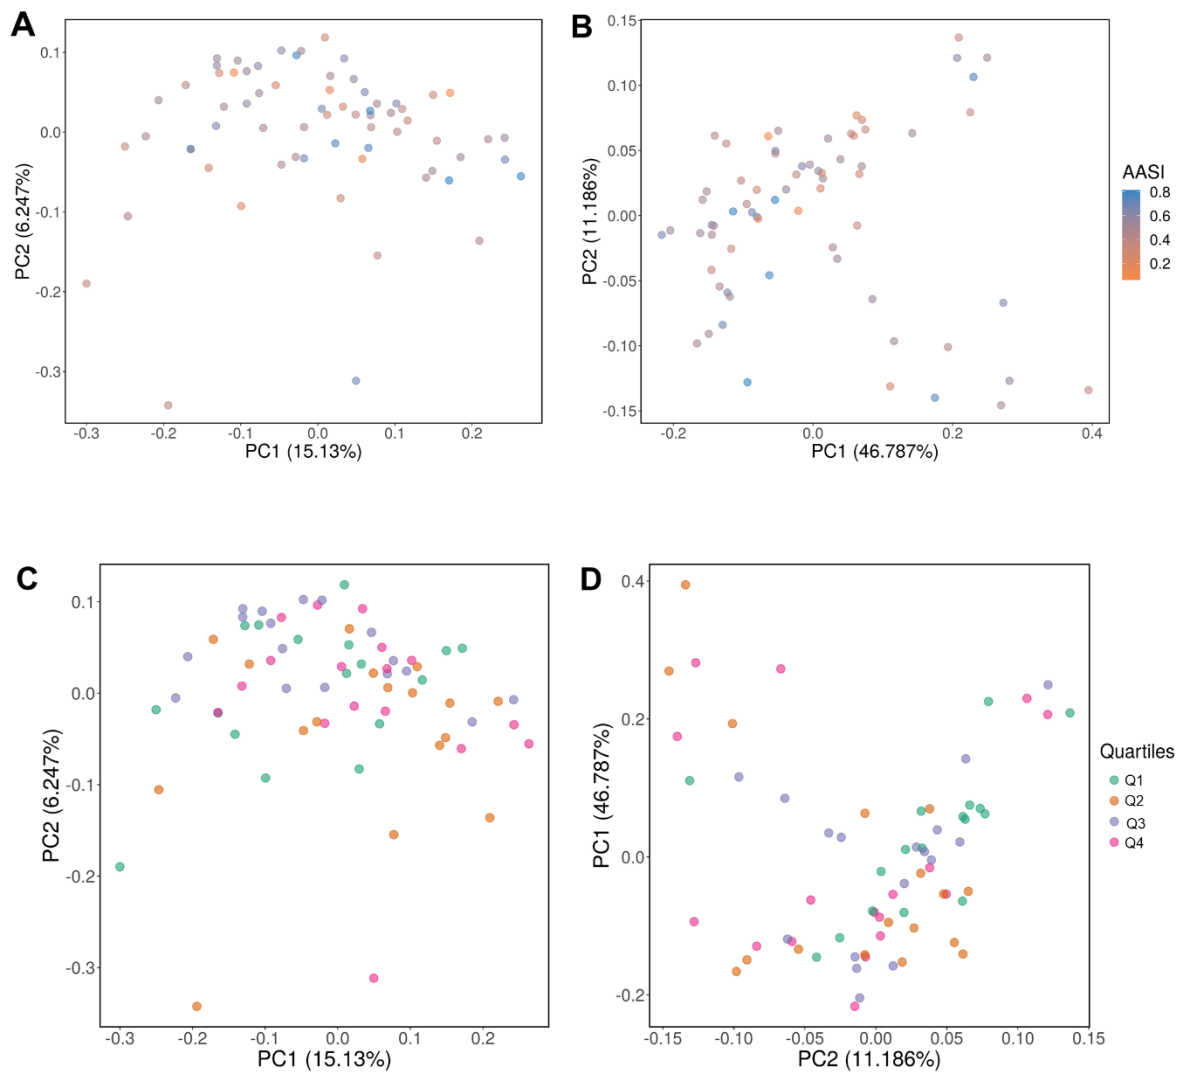 A
0.1
0.0
-0.1
-0.2
-0.3
PC2 (6.247%)
-0.3
-0.2
-0.1
0.0
0.1
0.2
PC1 (15.13%)
B
0.15
0.10
0.05
0.00
-0.05
-0.10
-0.15
PC2 (11.186%)
-0.2
0.0
0.2
0.4
PC1 (46.787%)
AASI
0.8
0.6
0.4
0.2
C
0.1
0.0
-0.1
-0.2
-0.3
PC2 (6.247%)
-0.3
-0.2
-0.1
0.0
0.1
0.2
PC1 (15.13%)
D
0.4
0.2
0.0
-0.2
PC1 (46.787%)
-0.15
-0.10
-0.05
0.00
0.05
0.10
0.15
PC2 (11.186%)
Quartiles
Q1
Q2
Q3
Q4